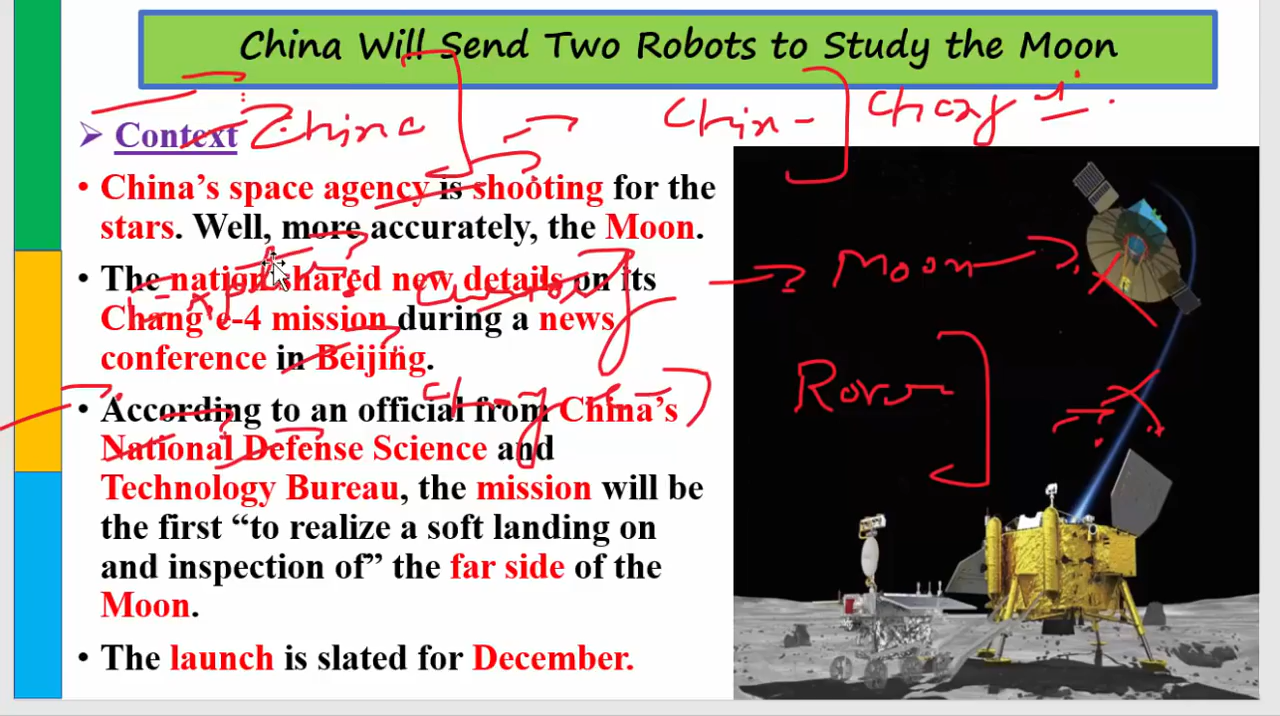 China Will Send Two Robots to Study the Moon
Context
China
Chin
Chang 4
• China's space agency is shooting for the
stars. Well, more accurately, the Moon.
• The nation shared new details on its
Chang'e-4 mission during a news
conference in Beijing.
Moon
Rover
• According to an official from China's
National Defense Science and
Technology Bureau, the mission will be
the first “to realize a soft landing on
and inspection of” the far side of the
Moon.
• The launch is slated for December.